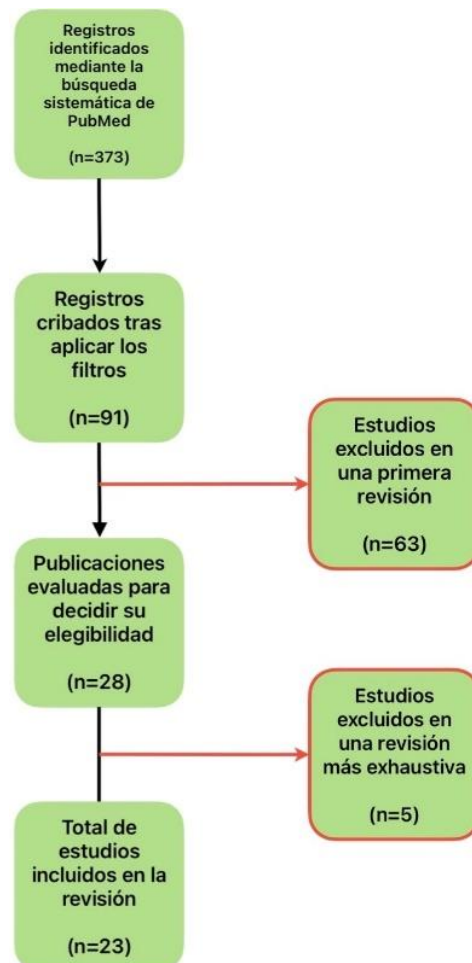 Registros
identificados
mediante la
búsqueda
sistemática de
PubMed
(n=373)
Registros
cribados tras
aplicar los
filtros
(n=91)
Estudios
excluidos en
una primera
revisión
(n=63)
Publicaciones
evaluadas para
decidir su
elegibilidad
(n=28)
Estudios
excluidos en
una revisión
más exhaustiva
(n=5)
Total de
estudios
incluidos en la
revisión
(n=23)